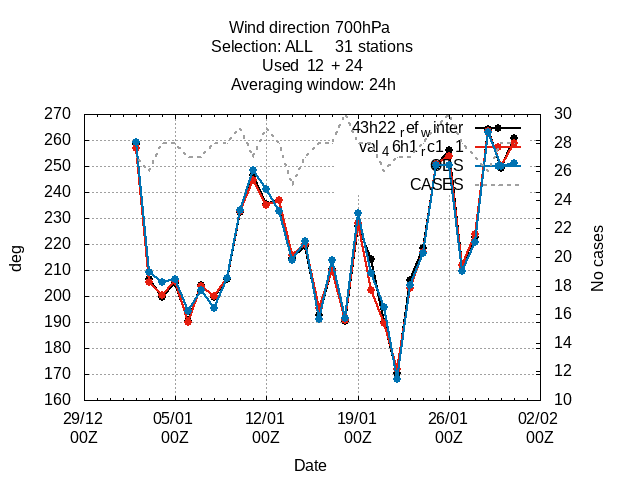 Wind direction 700hPa
Selection: ALL 31 stations
Used 12 + 24
Averaging window: 24h
270
260
250
240
230
220
210
200
190
180
170
160
30
28
26
24
22
20
18
16
14
12
10
deg
No cases
43h22_ref_winter
val_46h1_rc1_1
OBS
CASES
29/12 05/01 12/01 19/01 26/01 02/02
00Z 00Z 00Z 00Z 00Z 00Z
Date